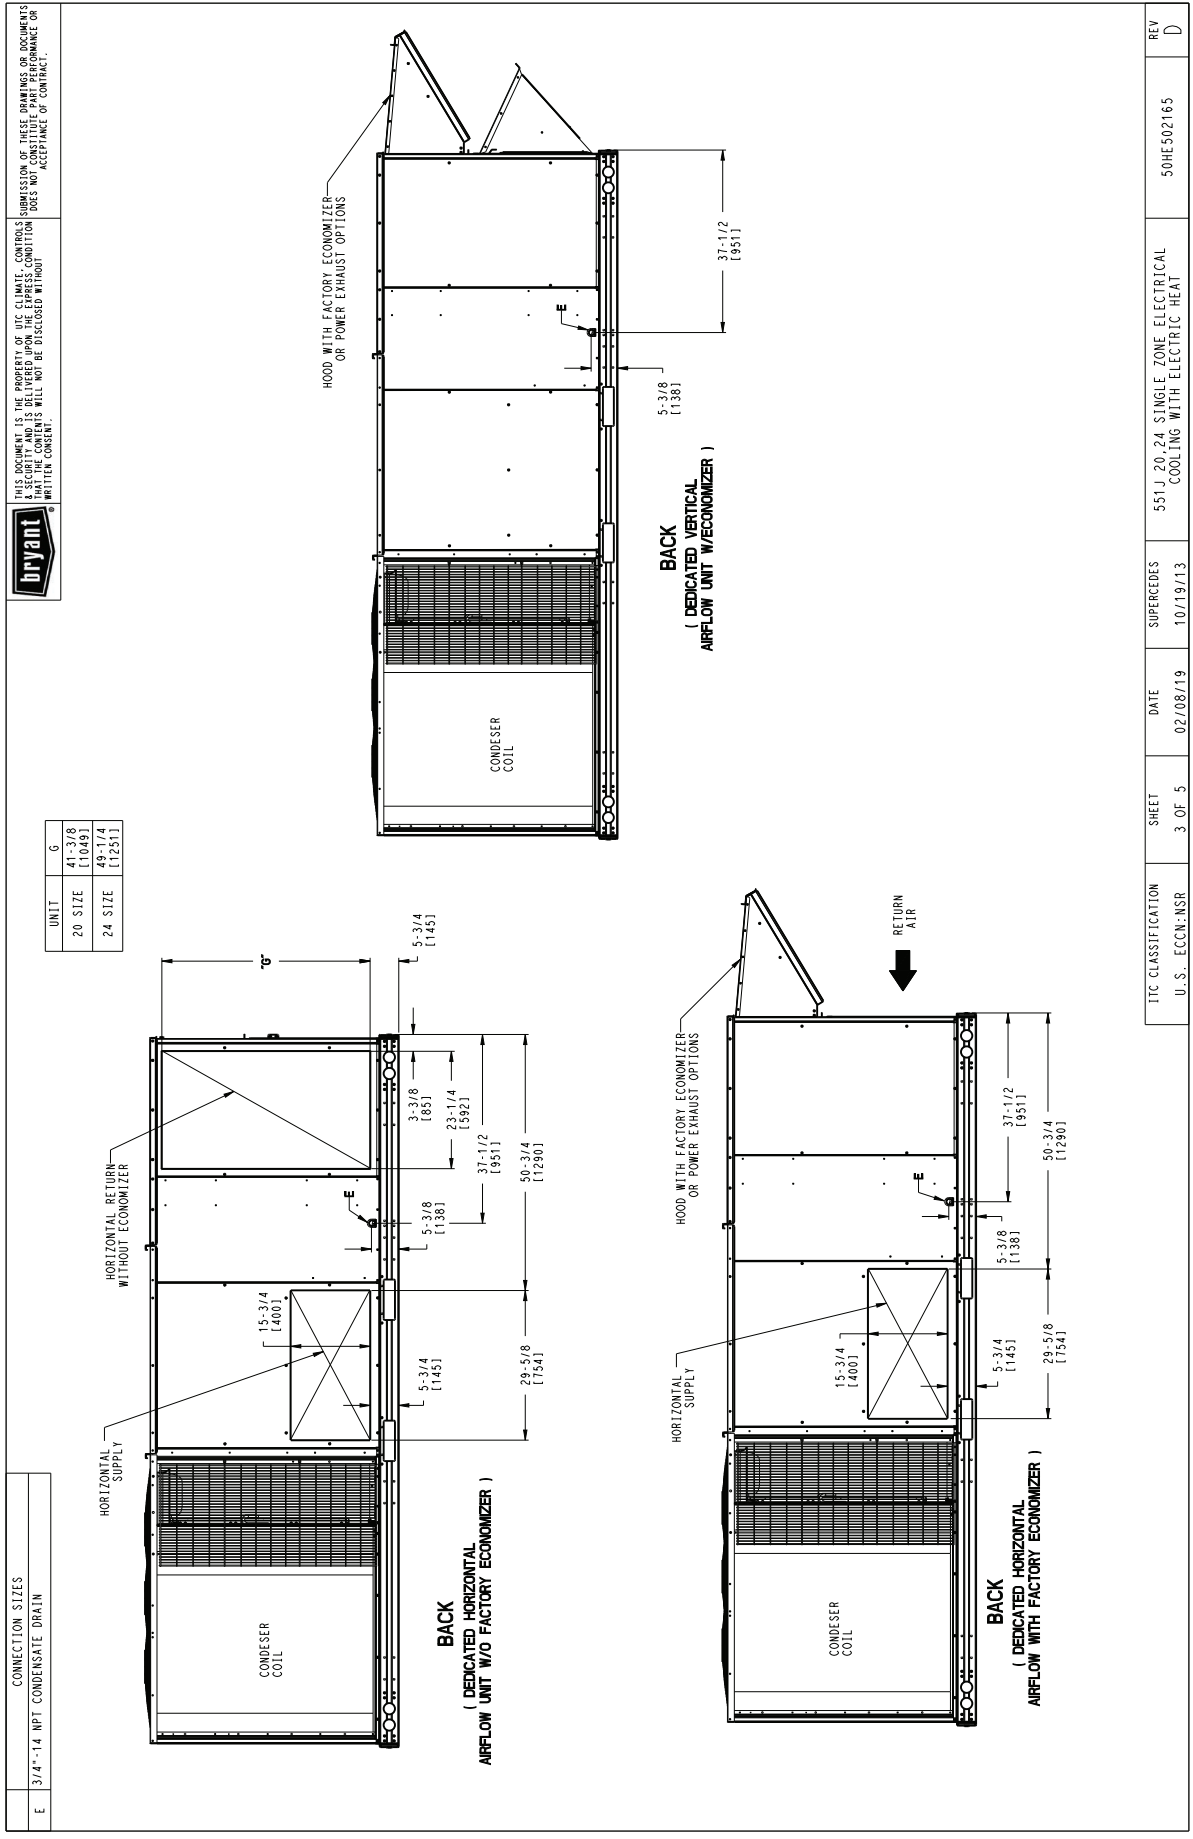 CONNECTION SIZES
E 3/4"-14 NPT CONDENSATE DRAIN
UNIT G
20 SIZE 41-3/8
[1049]
24 SIZE 49-1/4
[1251]
bryant
®
THIS DOCUMENT IS THE PROPERTY OF UTC CLIMATE, CONTROLS
& SECURITY AND IS DELIVERED UPON THE EXPRESS CONDITION
THAT THE CONTENTS WILL NOT BE DISCLOSED WITHOUT
WRITTEN CONSENT.
SUBMISSION OF THESE DRAWINGS OR DOCUMENTS
DOES NOT CONSTITUTE PART PERFORMANCE OR
ACCEPTANCE OF CONTRACT.
HORIZONTAL
SUPPLY
HORIZONTAL RETURN
WITHOUT ECONOMIZER
CONDESER
COIL
15-3/4
[400]
E
"G"
5-3/4
[145]
5-3/4
[145]
5-3/8
[138]
3-3/8
[85]
23-1/4
[592]
37-1/2
[951]
29-5/8
[754]
50-3/4
[1290]
BACK
( DEDICATED HORIZONTAL
AIRFLOW UNIT W/O FACTORY ECONOMIZER )
HOOD WITH FACTORY ECONOMIZER
OR POWER EXHAUST OPTIONS
CONDESER
COIL
E
5-3/8
[138]
37-1/2
[951]
BACK
( DEDICATED VERTICAL
AIRFLOW UNIT W/ECONOMIZER )
HORIZONTAL
SUPPLY
HOOD WITH FACTORY ECONOMIZER
OR POWER EXHAUST OPTIONS
CONDESER
COIL
15-3/4
[400]
E
RETURN
AIR
5-3/4
[145]
5-3/8
[138]
37-1/2
[951]
29-5/8
[754]
50-3/4
[1290]
BACK
( DEDICATED HORIZONTAL
AIRFLOW WITH FACTORY ECONOMIZER )
ITC CLASSIFICATION
U.S. ECCN:NSR
SHEET
3 OF 5
DATE
02/08/19
SUPERCEDES
10/19/13
551J 20,24 SINGLE ZONE ELECTRICAL
COOLING WITH ELECTRIC HEAT
50HE502165
REV
D